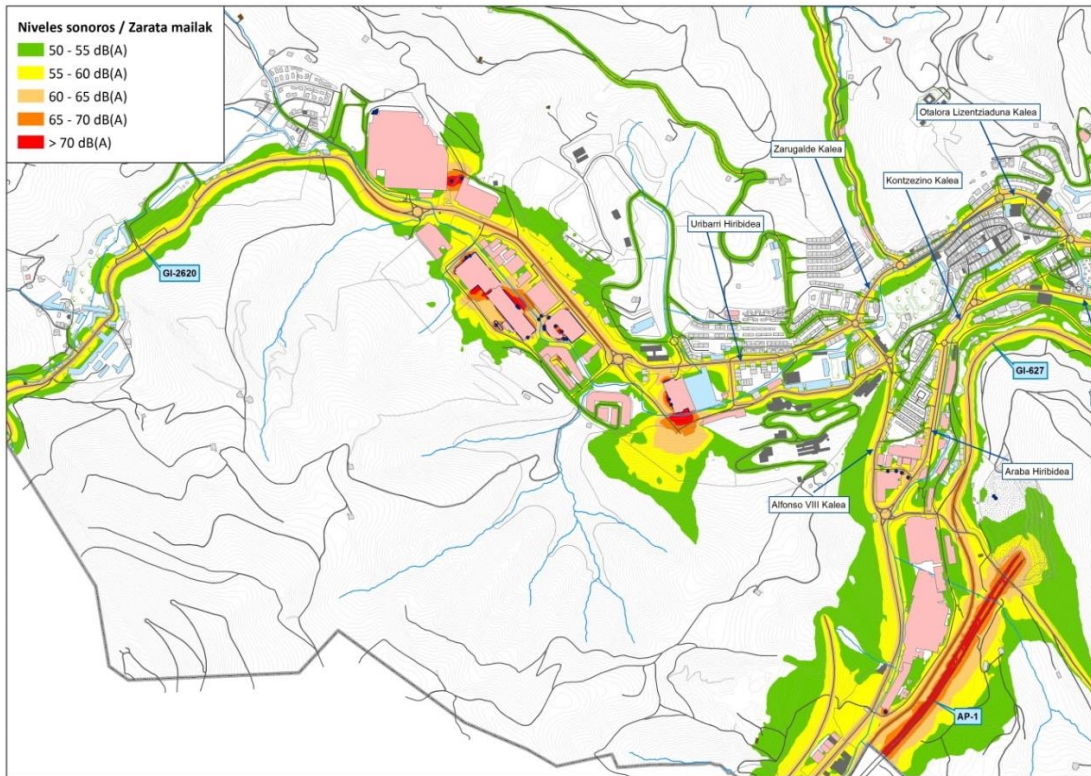 Niveles sonoros / Zarata mailak
50 - 55 dB(A)
55 - 60 dB(A)
60 - 65 dB(A)
65 - 70 dB(A)
> 70 dB(A)
Otalora Lizentziaduna Kalea
Zarugalde Kalea
Kontzezino Kalea
Uribarri Hiribidea
GI-2620
GI-627
Araba Hiribidea
Alfonso VIII Kalea
AP-1